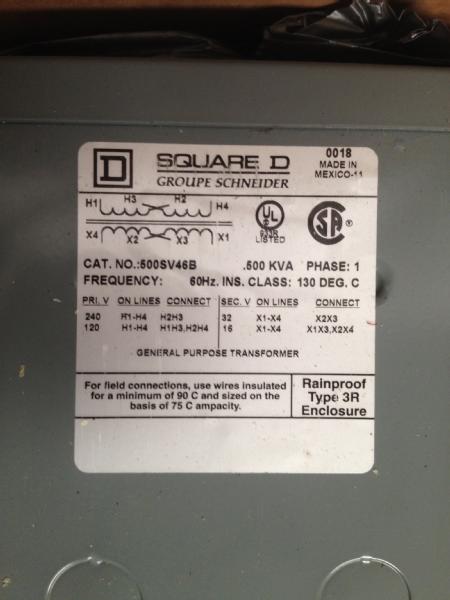 D SQUARE D
GROUPE SCHNEIDER
0018
MADE IN
MEXICO-11
H1 H3 H2 H4
X4 X2 X3 X1
UL
LISTED
SA
CAT. NO.:500SV46B .500 KVA PHASE: 1
FREQUENCY: 60Hz. INS. CLASS: 130 DEG. C
PRI. V ON LINES CONNECT SEC. V ON LINES CONNECT
240 H1-H4 H2H3 32 X1-X4 X2X3
120 H1-H4 H1H3,H2H4 16 X1-X4 X1X3,X2X4
GENERAL PURPOSE TRANSFORMER
For field connections, use wires insulated
for a minimum of 90 C and sized on the
basis of 75 C ampacity.
Rainproof
Type 3R
Enclosure